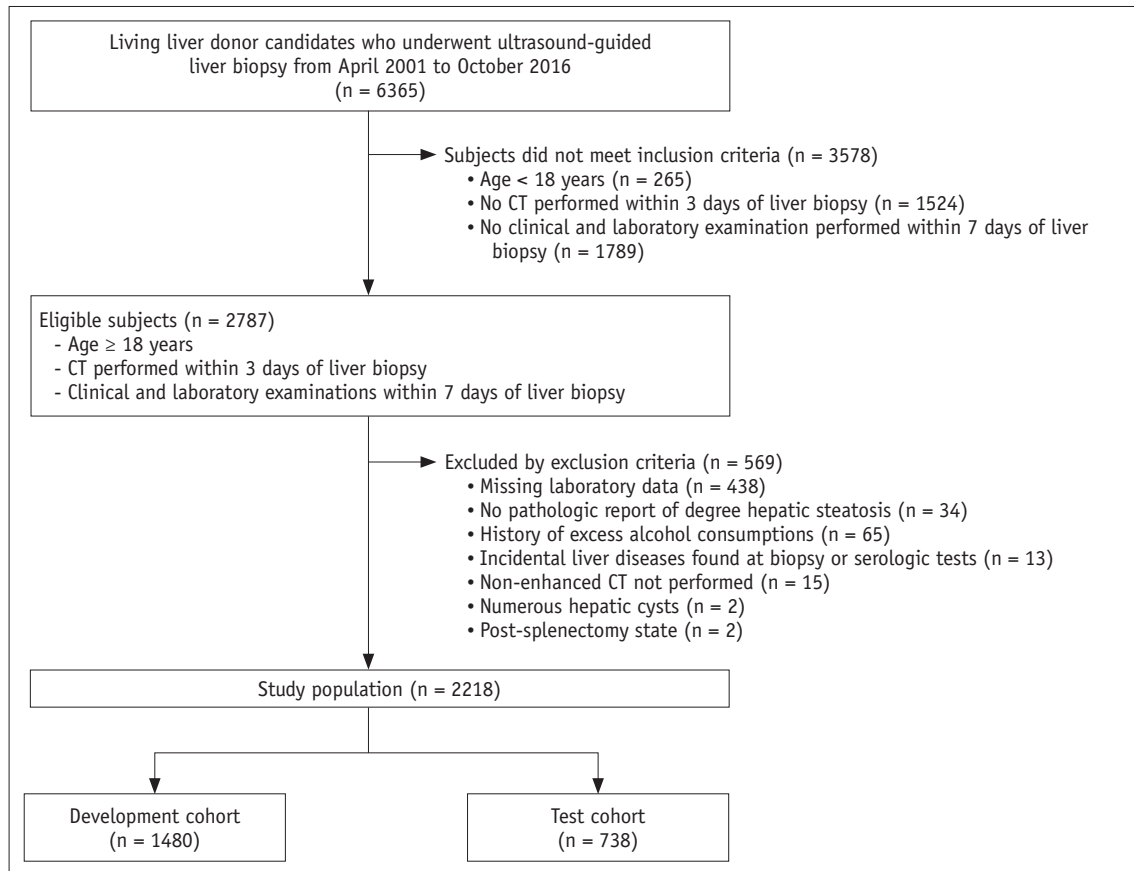 Living liver donor candidates who underwent ultrasound-guided
liver biopsy from April 2001 to October 2016
(n = 6365)
Subjects did not meet inclusion criteria (n = 3578)
• Age < 18 years (n = 265)
• No CT performed within 3 days of liver biopsy (n = 1524)
• No clinical and laboratory examination performed within 7 days of liver
biopsy (n = 1789)
Eligible subjects (n = 2787)
- Age ≥ 18 years
- CT performed within 3 days of liver biopsy
- Clinical and laboratory examinations within 7 days of liver biopsy
Excluded by exclusion criteria (n = 569)
• Missing laboratory data (n = 438)
• No pathologic report of degree hepatic steatosis (n = 34)
• History of excess alcohol consumptions (n = 65)
• Incidental liver diseases found at biopsy or serologic tests (n = 13)
• Non-enhanced CT not performed (n = 15)
• Numerous hepatic cysts (n = 2)
• Post-splenectomy state (n = 2)
Study population (n = 2218)
Development cohort
(n = 1480)
Test cohort
(n = 738)